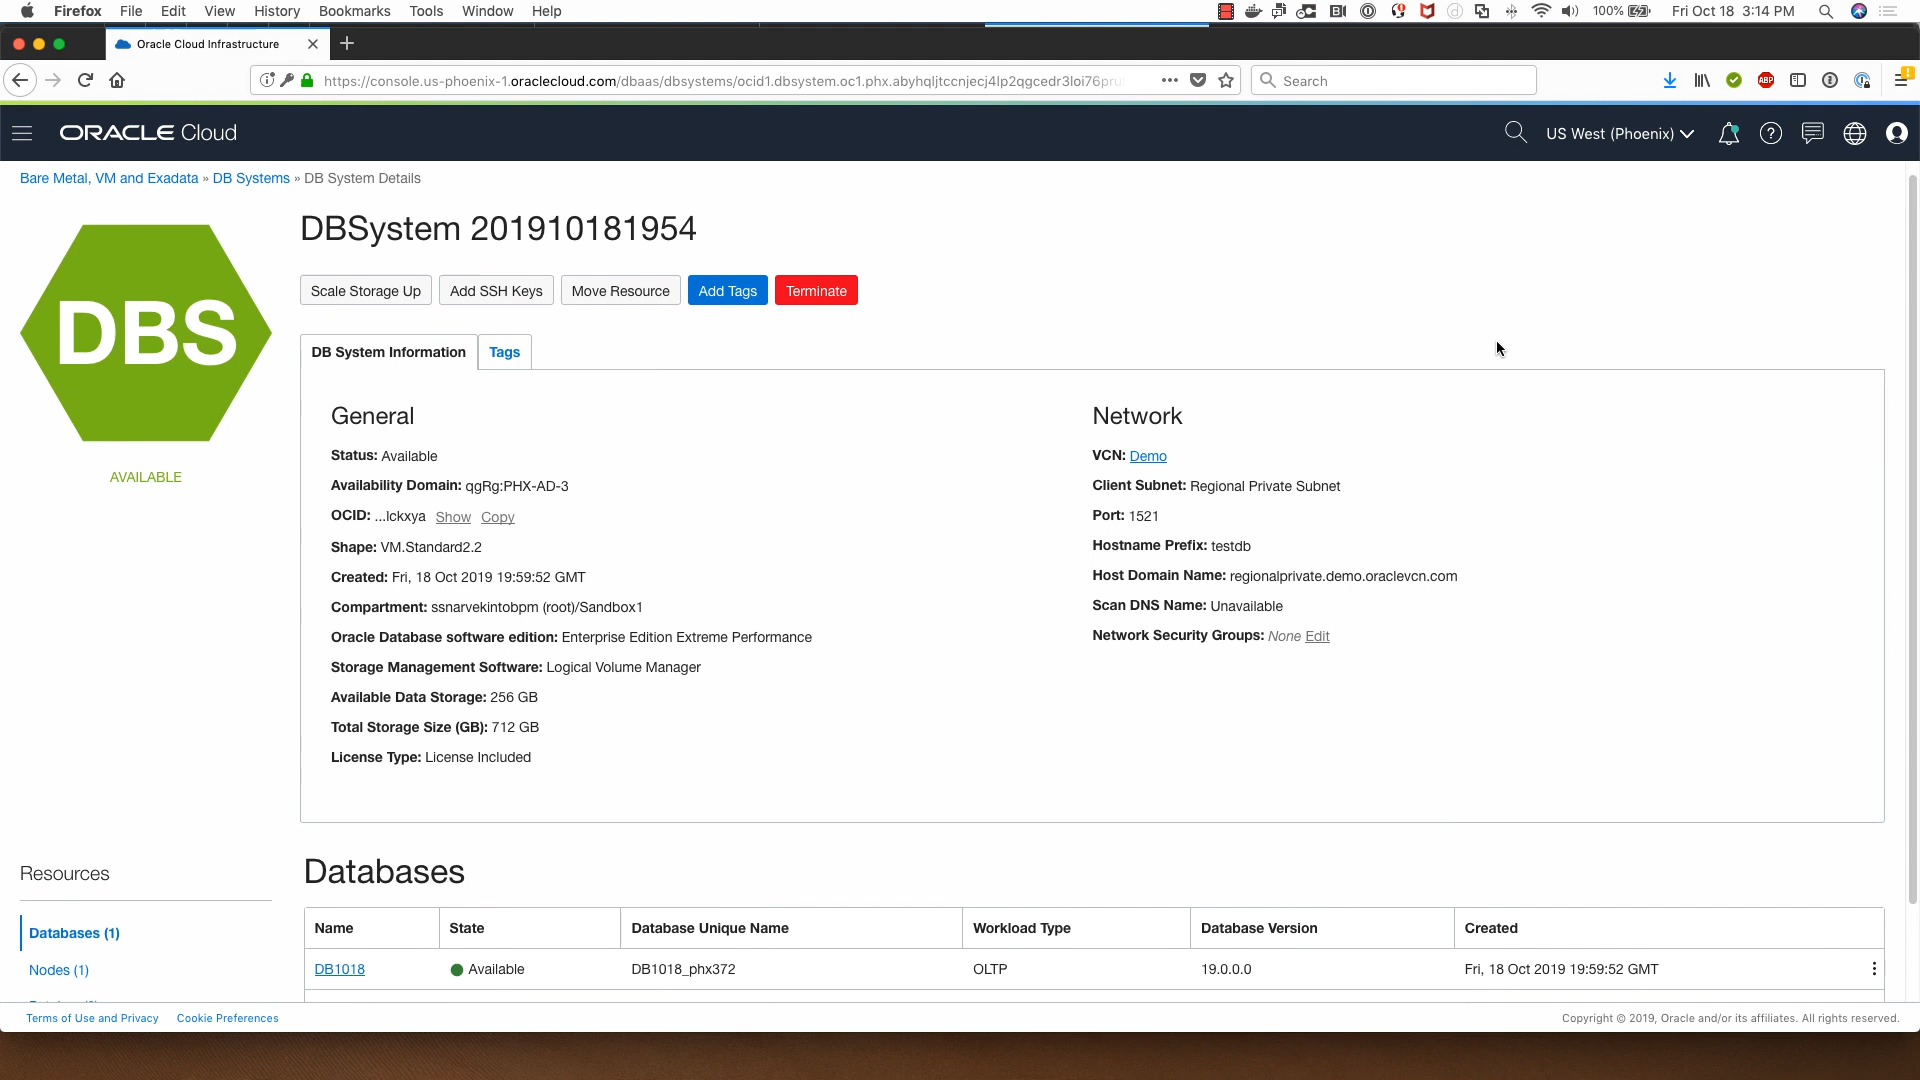 Firefox File Edit View History Bookmarks Tools Window Help 100% Fri Oct 18 3:14 PM
Oracle Cloud Infrastructure
https://console.us-phoenix-1.oraclecloud.com/dbaas/dbsystems/ocid1.dbsystem.oc1.phx.abyhqljtccnjecj4lp2qgcedr3loi76pru
Search
ABP
ORACLE Cloud
US West (Phoenix)
Bare Metal, VM and Exadata » DB Systems » DB System Details
DBS
AVAILABLE
DBSystem 201910181954
Scale Storage Up Add SSH Keys Move Resource Add Tags Terminate
DB System Information Tags
General
Status: Available
Availability Domain: qgRg:PHX-AD-3
OCID: ...lckxya Show Copy
Shape: VM.Standard2.2
Created: Fri, 18 Oct 2019 19:59:52 GMT
Compartment: ssnarvekintobpm (root)/Sandbox1
Oracle Database software edition: Enterprise Edition Extreme Performance
Storage Management Software: Logical Volume Manager
Available Data Storage: 256 GB
Total Storage Size (GB): 712 GB
License Type: License Included
Network
VCN: Demo
Client Subnet: Regional Private Subnet
Port: 1521
Hostname Prefix: testdb
Host Domain Name: regionalprivate.demo.oraclevcn.com
Scan DNS Name: Unavailable
Network Security Groups: None Edit
Resources
Databases (1)
Nodes (1)
Databases
Name State Database Unique Name Workload Type Database Version Created
DB1018 Available DB1018_phx372 OLTP 19.0.0.0 Fri, 18 Oct 2019 19:59:52 GMT
Terms of Use and Privacy Cookie Preferences
Copyright © 2019, Oracle and/or its affiliates. All rights reserved.